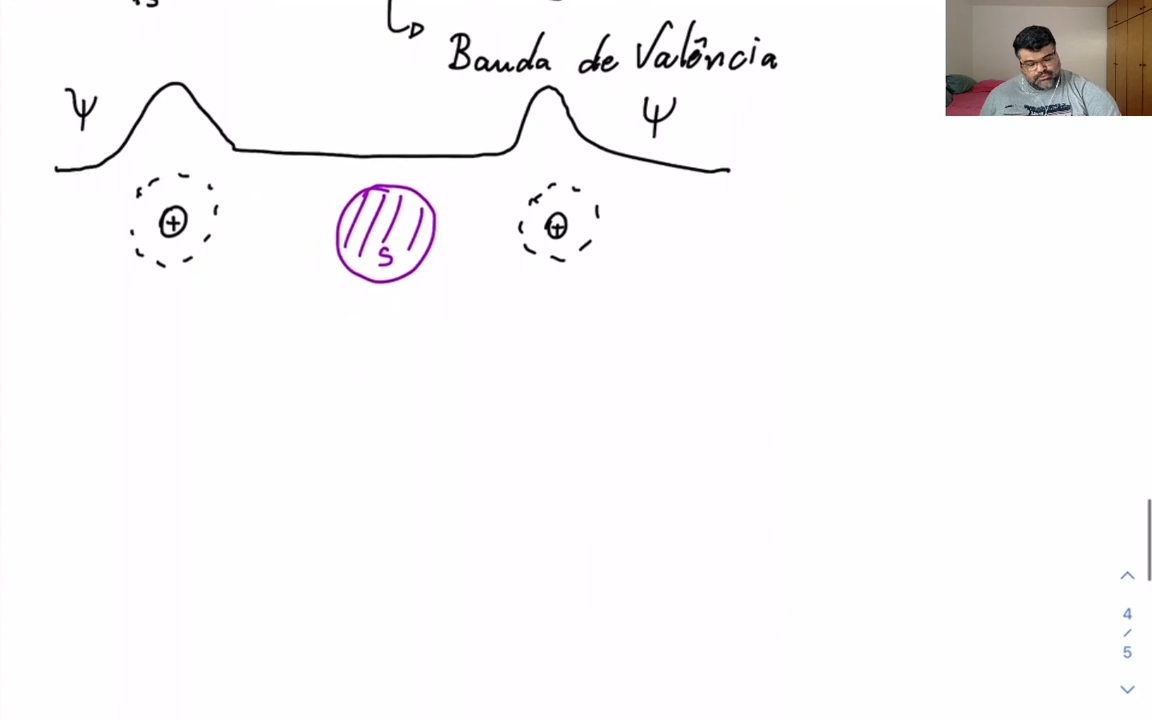 Banda de Valência
ψ ψ
+ +
S
4
/
5